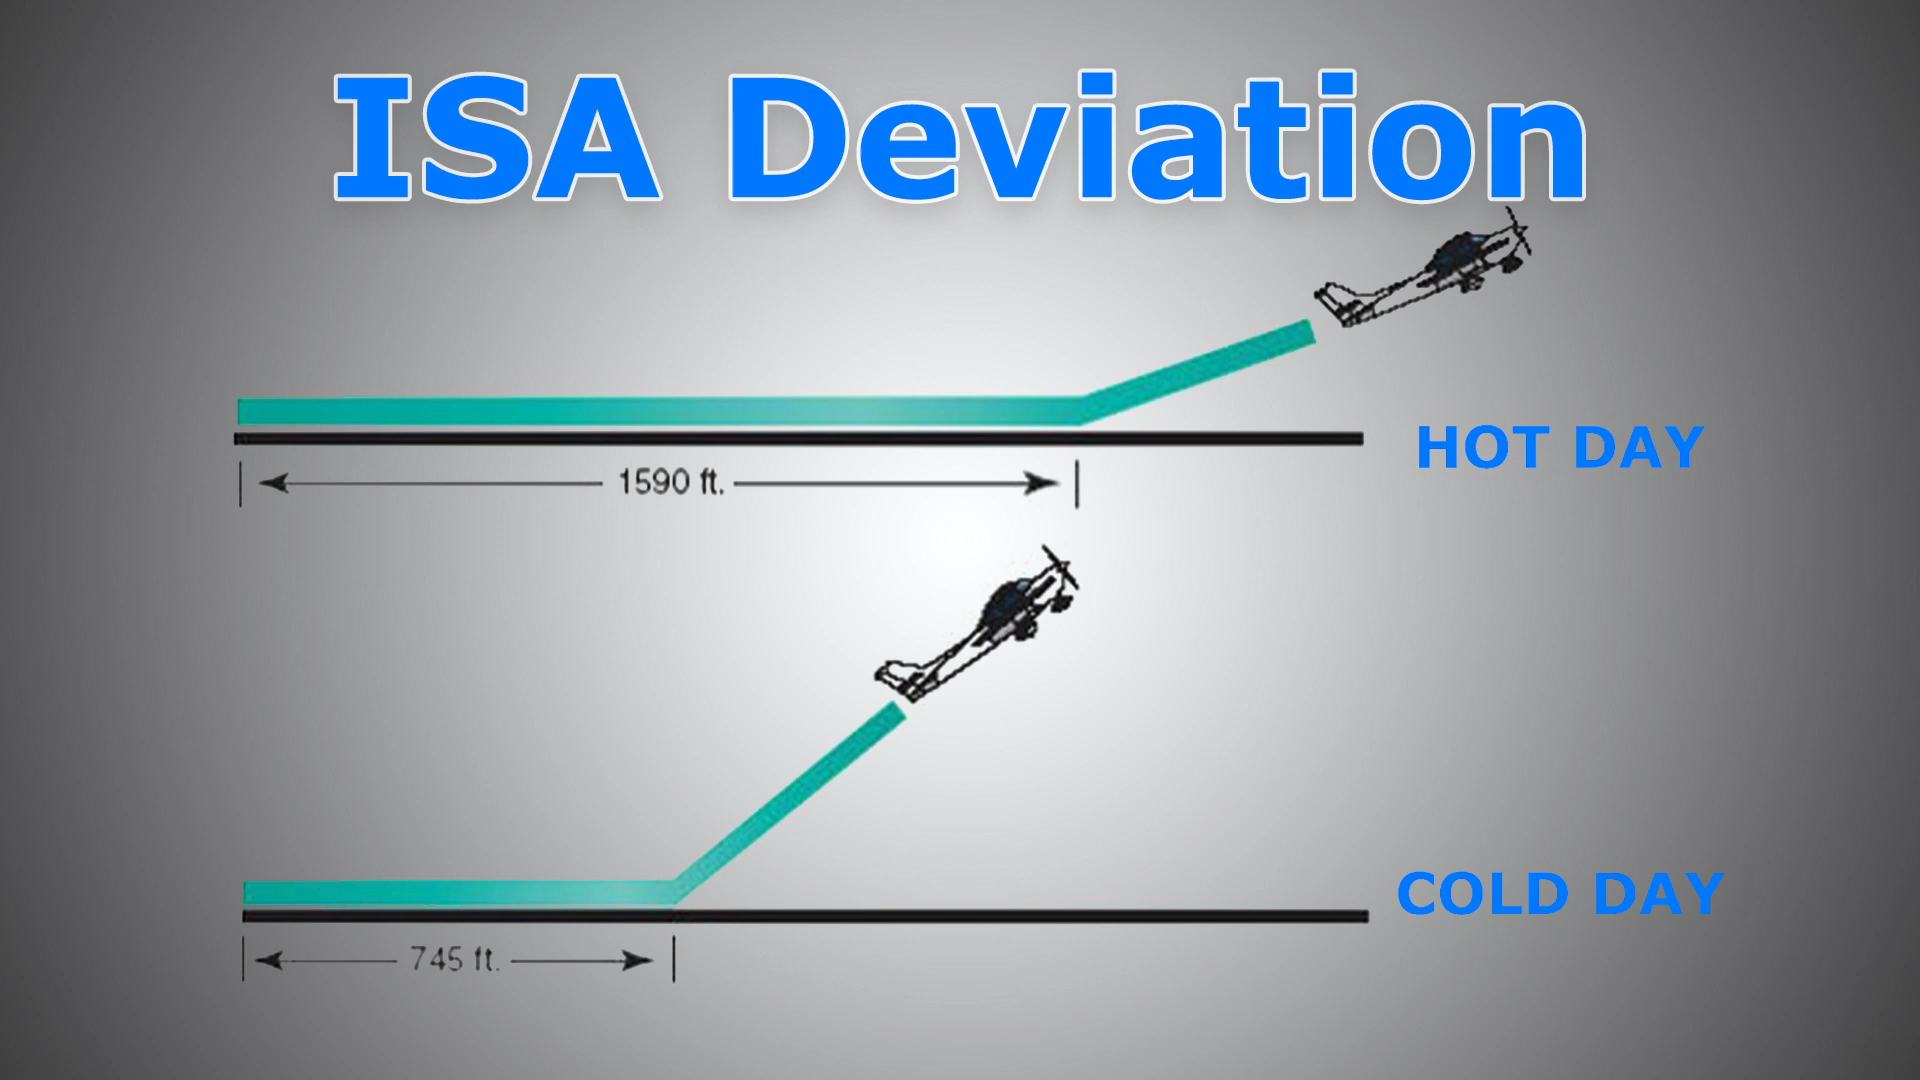 ISA Deviation
HOT DAY
1590 ft.
COLD DAY
745 ft.